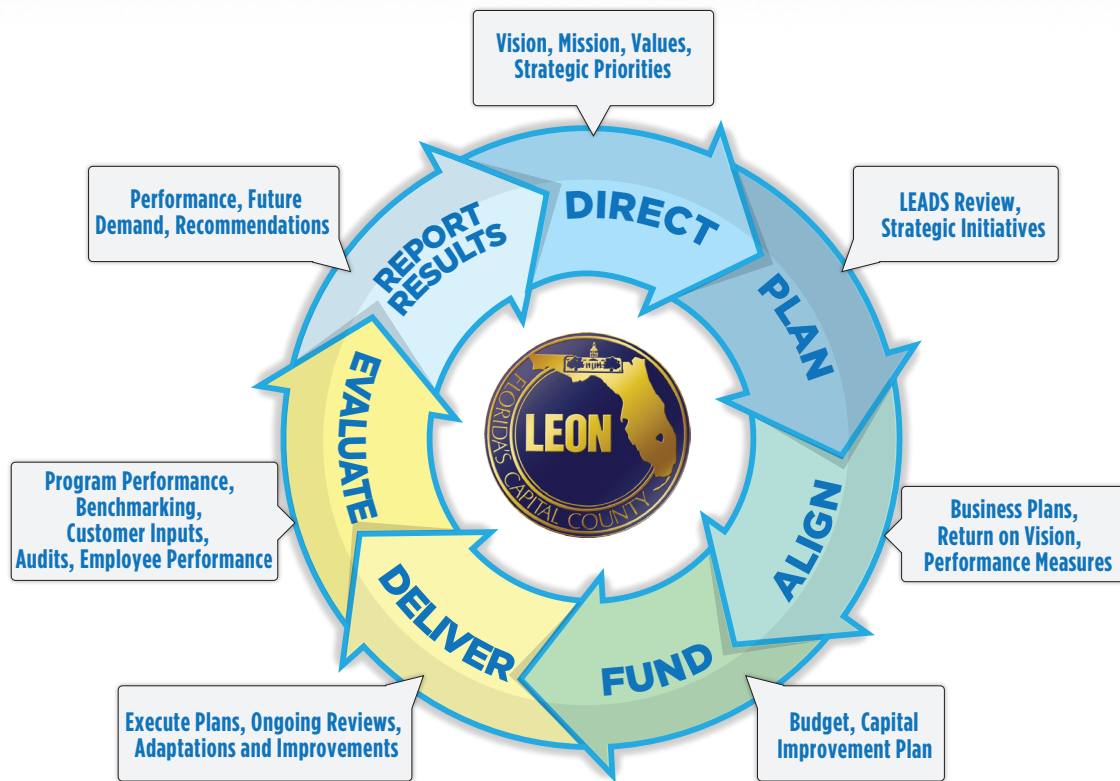 Vision, Mission, Values,
Strategic Priorities
DIRECT
LEADS Review,
Strategic Initiatives
PLAN
Business Plans,
Return on Vision,
Performance Measures
ALIGN
Budget, Capital
Improvement Plan
FUND
Execute Plans, Ongoing Reviews,
Adaptations and Improvements
DELIVER
Program Performance,
Benchmarking,
Customer Inputs,
Audits, Employee Performance
EVALUATE
Performance, Future
Demand, Recommendations
REPORT
RESULTS
LEON
FLORIDA'S CAPITAL COUNTY